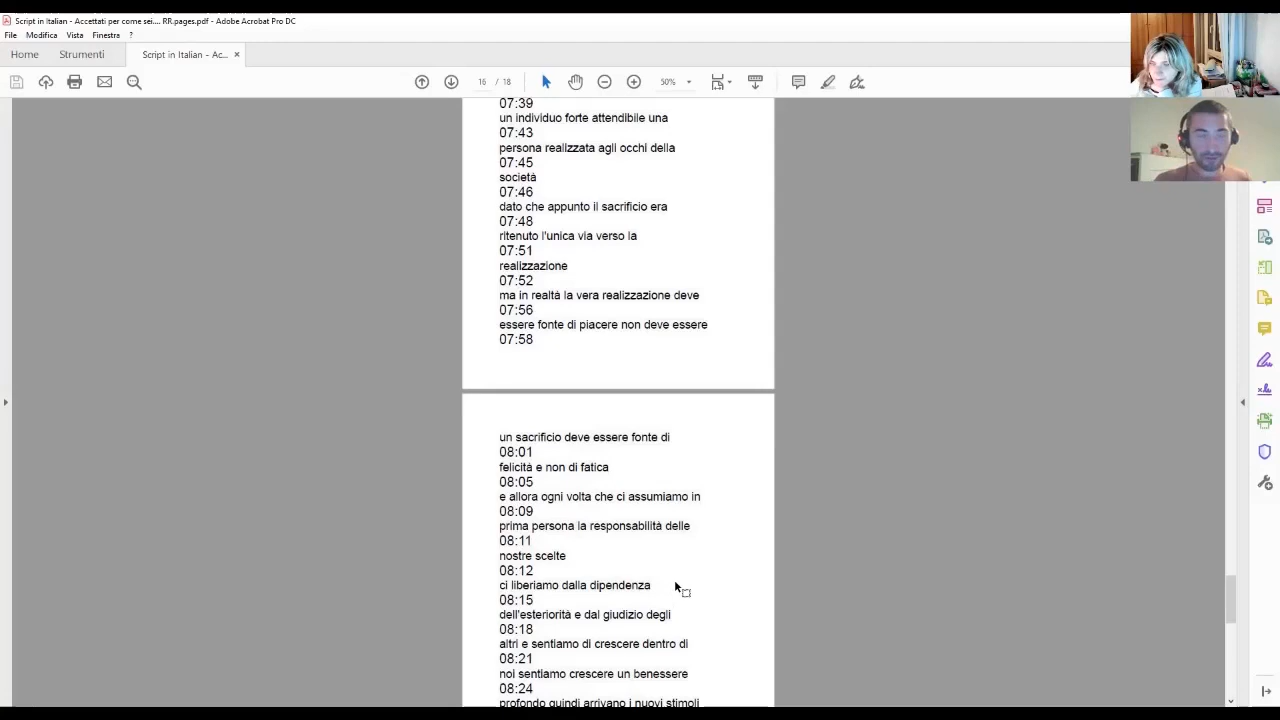 Script in Italian - Accettati per come sei.... RR.pages.pdf - Adobe Acrobat Pro DC
File Modifica Vista Finestra ?
Home Strumenti Script in Italian - Ac... ×
16 / 18 50%
07:39
un individuo forte attendibile una
07:43
persona realizzata agli occhi della
07:45
società
07:46
dato che appunto il sacrificio era
07:48
ritenuto l'unica via verso la
07:51
realizzazione
07:52
ma in realtà la vera realizzazione deve
07:56
essere fonte di piacere non deve essere
07:58
un sacrificio deve essere fonte di
08:01
felicità e non di fatica
08:05
e allora ogni volta che ci assumiamo in
08:09
prima persona la responsabilità delle
08:11
nostre scelte
08:12
ci liberiamo dalla dipendenza
08:15
dell'esteriorità e dal giudizio degli
08:18
altri e sentiamo di crescere dentro di
08:21
noi sentiamo crescere un benessere
08:24
profondo quindi arrivano i nuovi stimoli